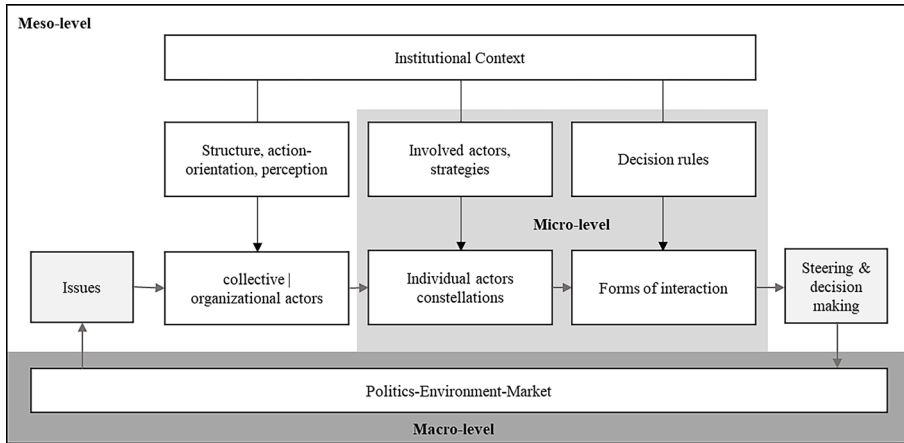 Meso-level
Institutional Context
Structure, action-
orientation, perception
Involved actors,
strategies
Decision rules
Micro-level
Issues
collective |
organizational actors
Individual actors
constellations
Forms of interaction
Steering &
decision
making
Politics-Environment-Market
Macro-level